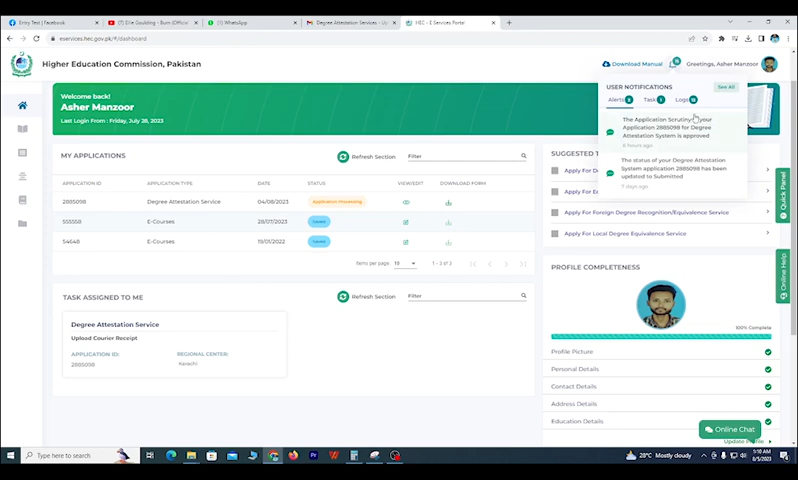 Entry Test | Facebook
(7) Ellie Goulding - Burn (Official
(1) WhatsApp
Degree Attestation Services - U
HEC - E Services Portal
eservices.hec.gov.pk/#/dashboard
Higher Education Commission, Pakistan
Download Manual
Greetings, Asher Manzoor
Welcome back!
Asher Manzoor
Last Login From : Friday, July 28, 2023
USER NOTIFICATIONS
See All
Alerts 2
Task 1
Logs
The Application Scrutiny of your
Application 2885098 for Degree
Attestation System is approved
6 hours ago
The status of your Degree Attestation
System application 2885098 has been
updated to Submitted
7 days ago
MY APPLICATIONS
Refresh Section
Filter
APPLICATION ID
APPLICATION TYPE
DATE
STATUS
VIEW/EDIT
DOWNLOAD FORM
2885098
Degree Attestation Service
04/08/2023
Application Processing
555558
E-Courses
28/07/2023
Saved
54648
E-Courses
19/01/2022
Saved
Items per page: 10
1 - 3 of 3
SUGGESTED
Apply For D
Apply For E
Apply For Foreign Degree Recognition/Equivalence Service
Apply For Local Degree Equivalence Service
Quick Panel
Online Help
TASK ASSIGNED TO ME
Refresh Section
Filter
Degree Attestation Service
Upload Courier Receipt
APPLICATION ID:
REGIONAL CENTER:
2885098
Karachi
PROFILE COMPLETENESS
100% Complete
Profile Picture
Personal Details
Contact Details
Address Details
Education Details
Update Profile
Online Chat
Type here to search
28°C Mostly cloudy
1:10 AM
8/5/2023